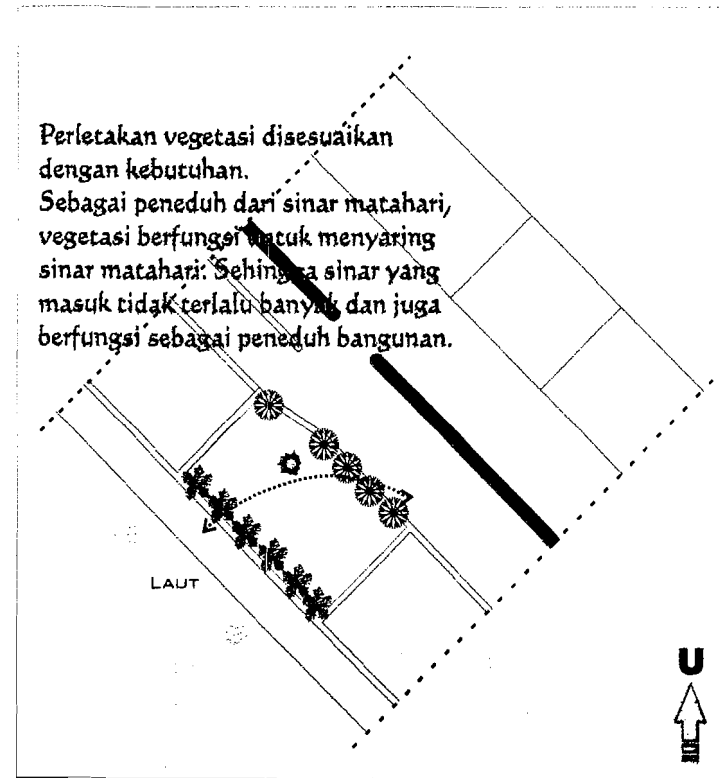 Perletakan vegetasi disesuaikan
dengan kebutuhan.
Sebagai peneduh dari sinar matahari,
vegetasi berfungsi untuk menyaring
sinar matahari. Sehingga sinar yang
masuk tidak terlalu banyak dan juga
berfungsi sebagai peneduh bangunan.
LAUT
U